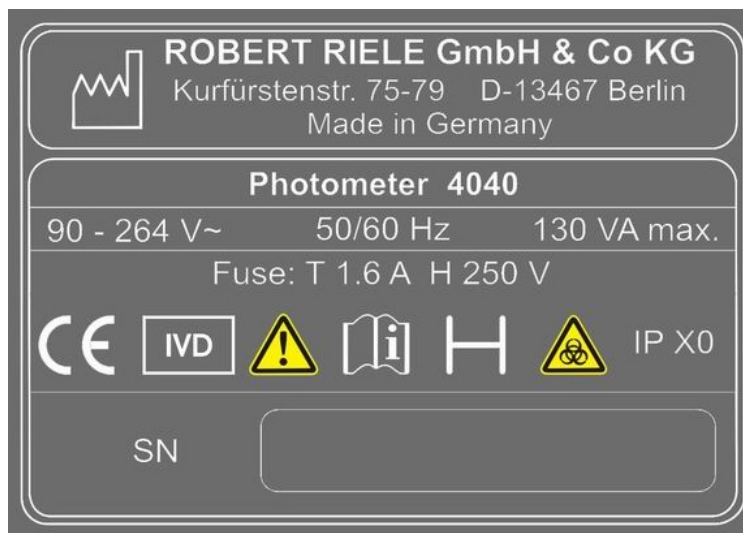 ROBERT RIELE GmbH & Co KG
Kurfürstenstr. 75-79 D-13467 Berlin
Made in Germany
Photometer 4040
90 - 264 V~ 50/60 Hz 130 VA max.
Fuse: T 1.6 A H 250 V
CE IVD ! i H IP X0
SN